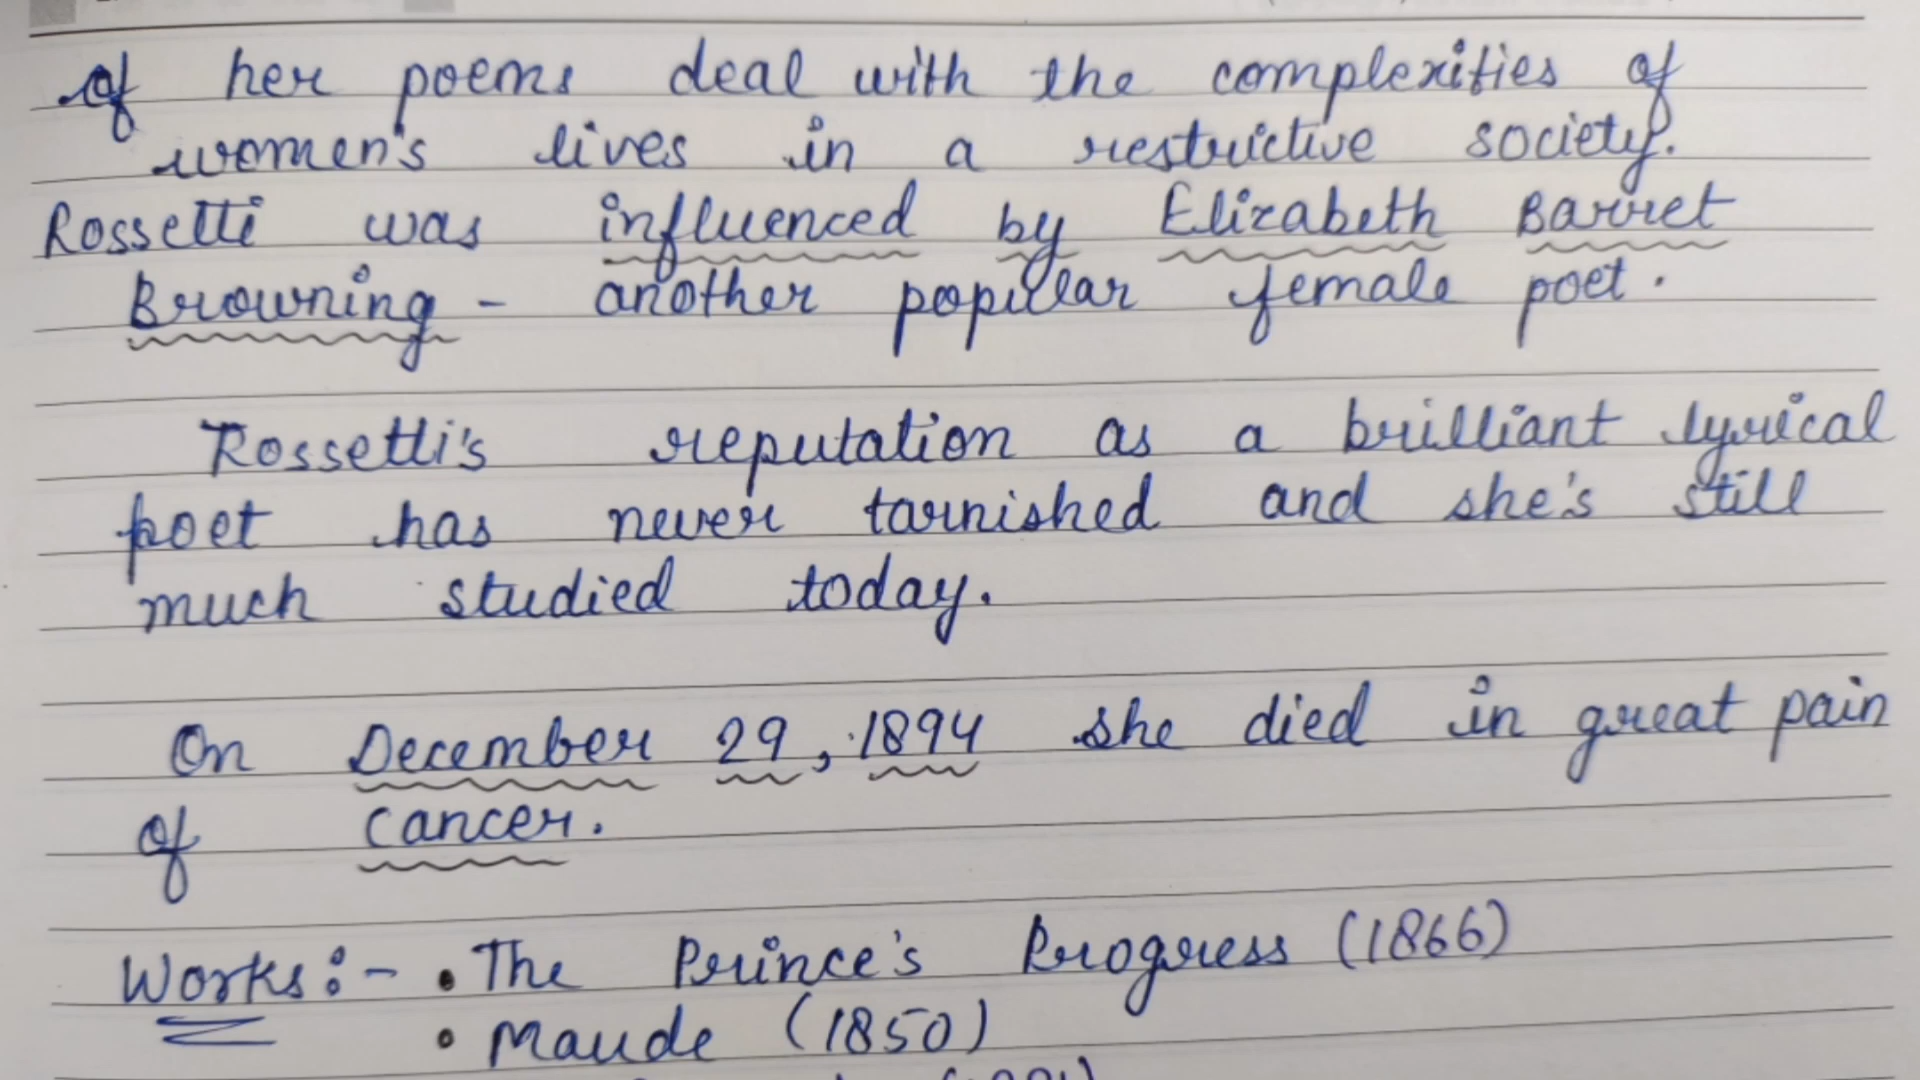 of her poems deal with the complexities of
women's lives in a restrictive society.
Rossetti was influenced by Elizabeth Barret
Browning - another popular female poet.
Rossetti's reputation as a brilliant lyrical
poet has never tarnished and she's still
much studied today.
On December 29, 1894 she died in great pain
of cancer.
Works:- • The Prince's Progress (1866)
• Maude (1850)